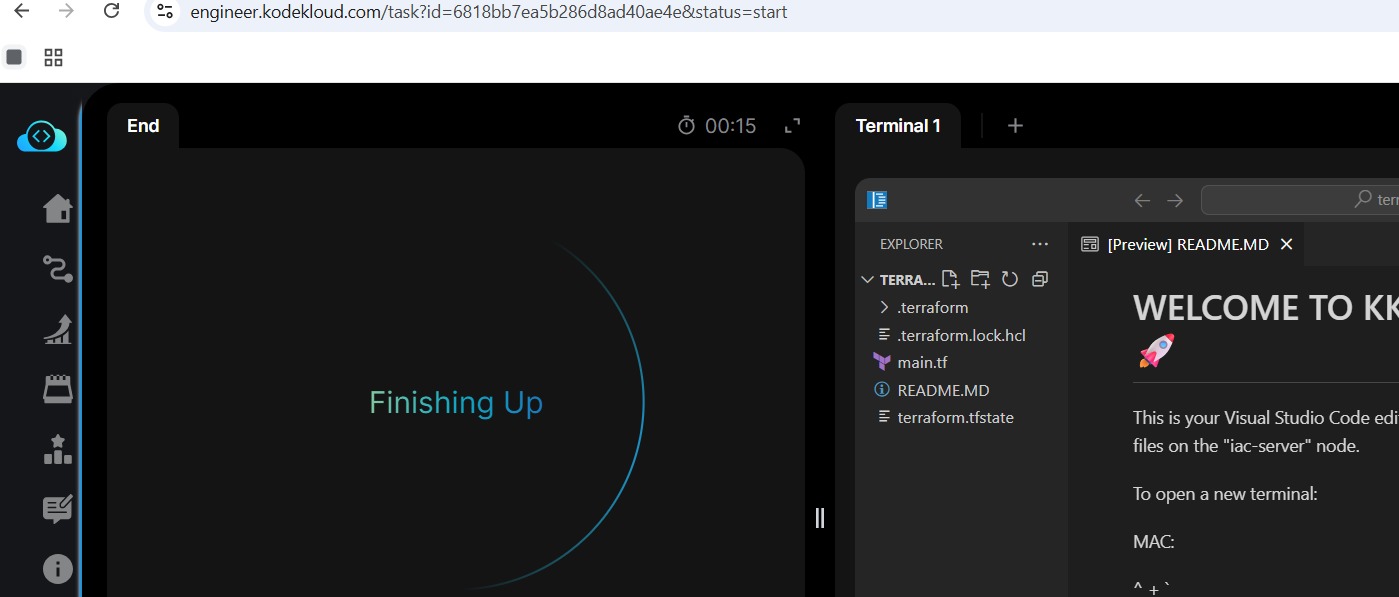 engineer.kodekloud.com/task?id=6818bb7ea5b286d8ad40ae4e&status=start
End
00:15
Terminal 1
terr
EXPLORER
[Preview] README.MD
TERRA...
.terraform
.terraform.lock.hcl
main.tf
README.MD
terraform.tfstate
Finishing Up
WELCOME TO KK
This is your Visual Studio Code edi
files on the "iac-server" node.
To open a new terminal:
MAC:
^ + `